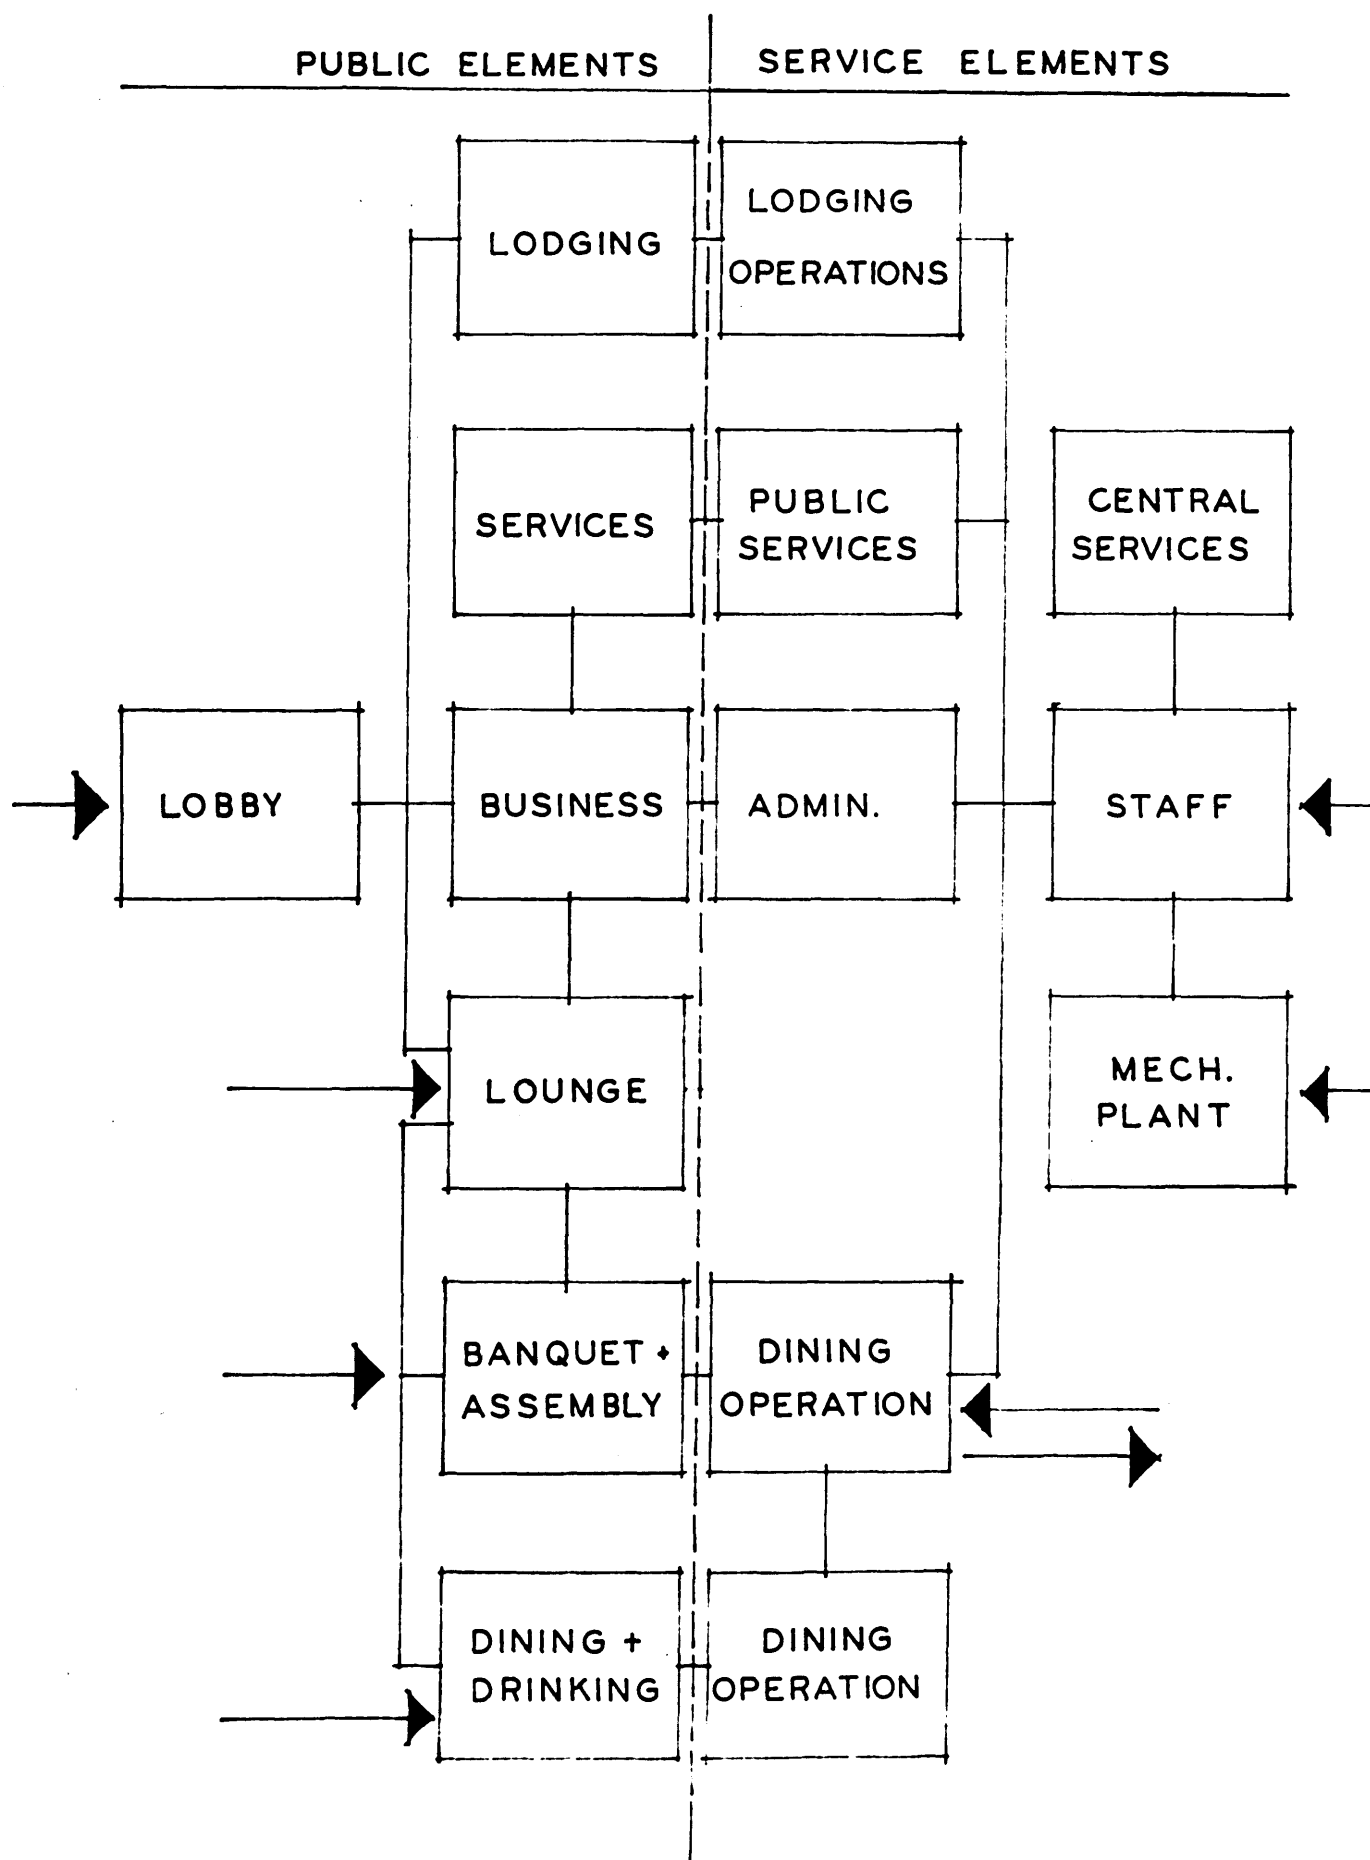 PUBLIC ELEMENTS
SERVICE ELEMENTS
LODGING
LODGING
OPERATIONS
SERVICES
PUBLIC
SERVICES
CENTRAL
SERVICES
LOBBY
BUSINESS
ADMIN.
STAFF
LOUNGE
MECH.
PLANT
BANQUET +
ASSEMBLY
DINING
OPERATION
DINING +
DRINKING
DINING
OPERATION